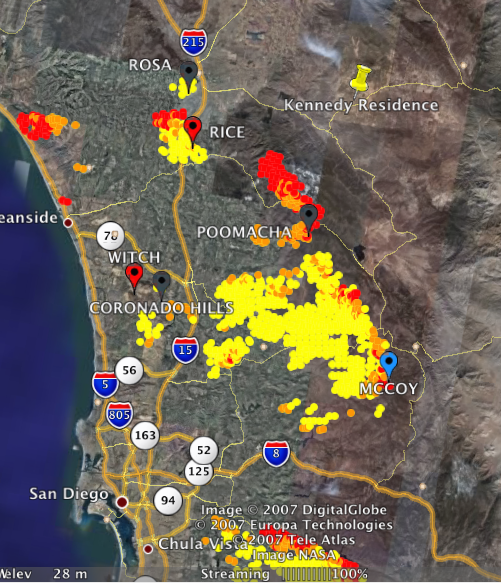 215
ROSA
Kennedy Residence
RICE
eanside
78
POOMACHA
WITCH
CORONADO HILLS
15
56
5
MCCOY
805
163
52
8
125
San Diego
94
Image © 2007 DigitalGlobe
© 2007 Europa Technologies
© 2007 Tele Atlas
Chula Vista
Image NASA
elev 28 m
Streaming
100%